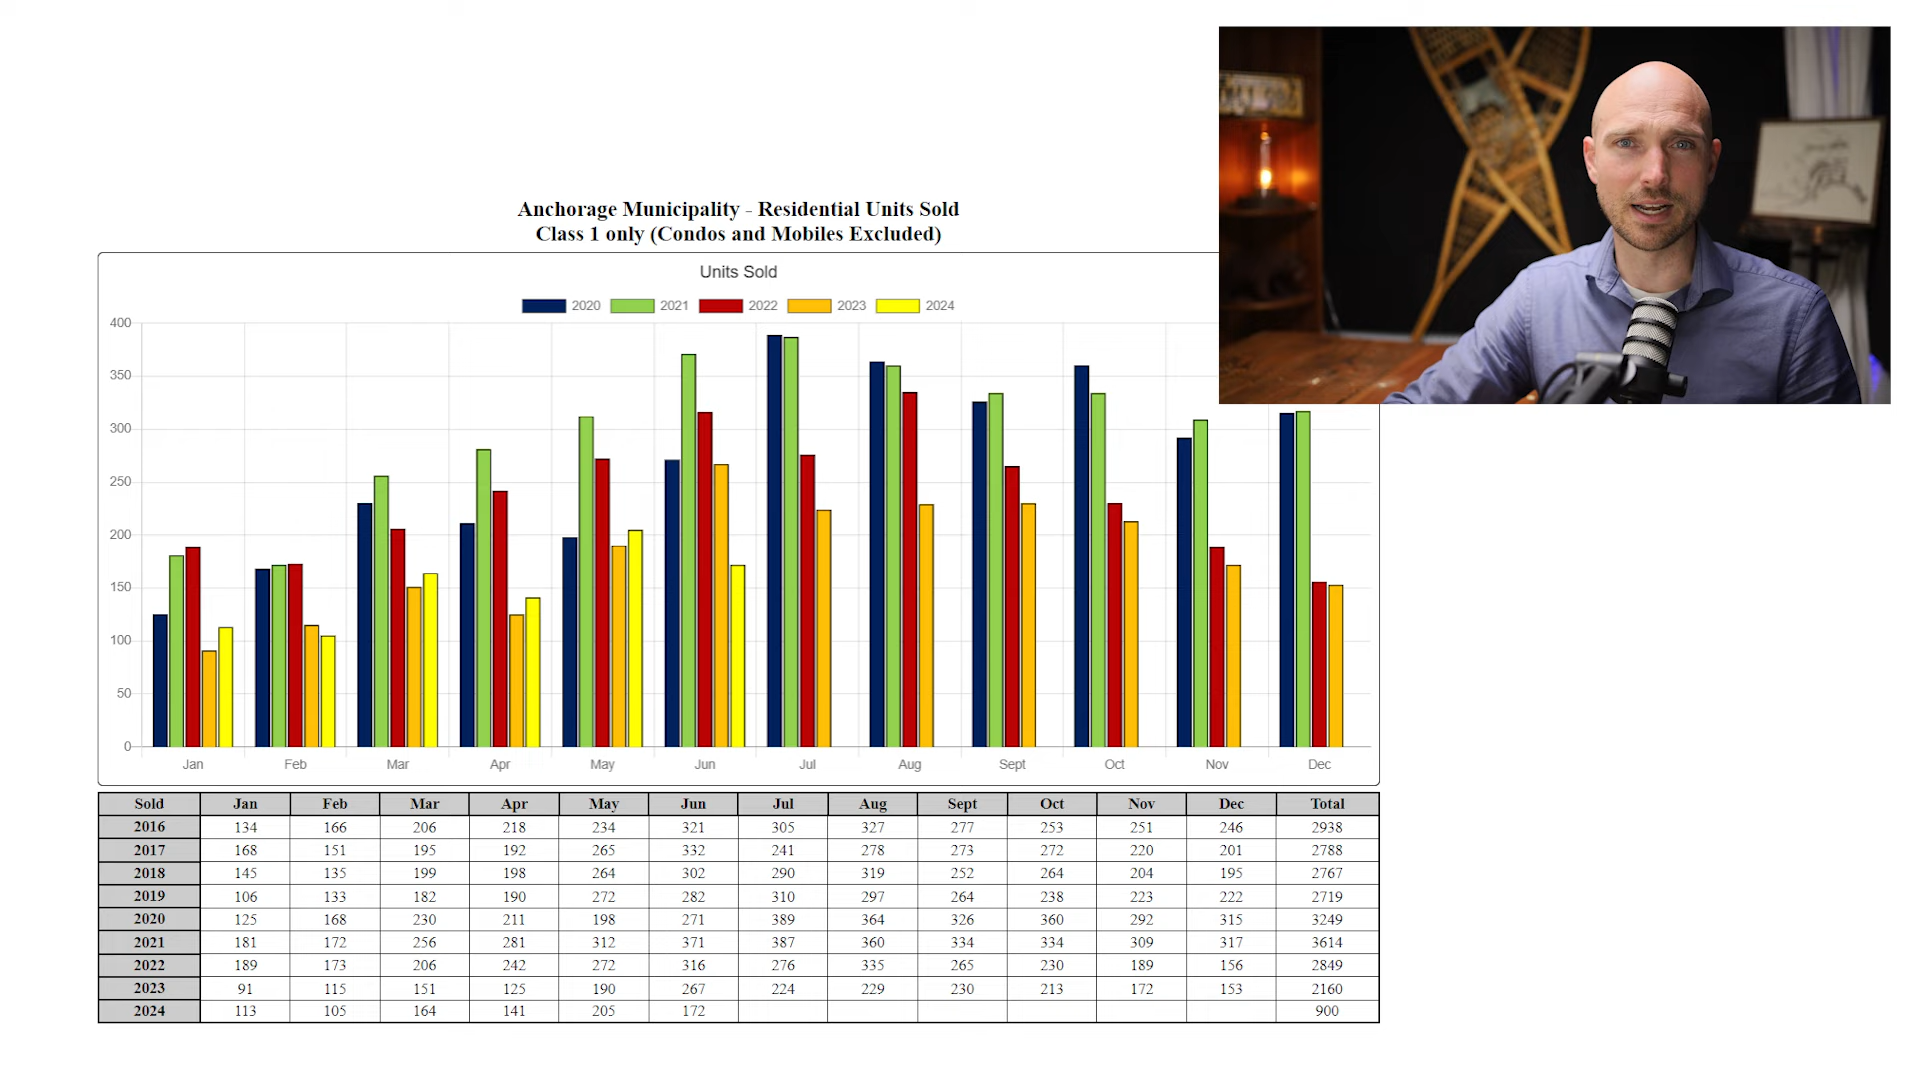 Anchorage Municipality - Residential Units Sold
Class 1 only (Condos and Mobiles Excluded)
Units Sold
2020 2021 2022 2023 2024
400
350
300
250
200
150
100
50
0
Jan Feb Mar Apr May Jun Jul Aug Sept Oct Nov Dec
Sold Jan Feb Mar Apr May Jun Jul Aug Sept Oct Nov Dec Total
2016 134 166 206 218 234 321 305 327 277 253 251 246 2938
2017 168 151 195 192 265 332 241 278 273 272 220 201 2788
2018 145 135 199 198 264 302 290 319 252 264 204 195 2767
2019 106 133 182 190 272 282 310 297 264 238 223 222 2719
2020 125 168 230 211 198 271 389 364 326 360 292 315 3249
2021 181 172 256 281 312 371 387 360 334 334 309 317 3614
2022 189 173 206 242 272 316 276 335 265 230 189 156 2849
2023 91 115 151 125 190 267 224 229 230 213 172 153 2160
2024 113 105 164 141 205 172 900